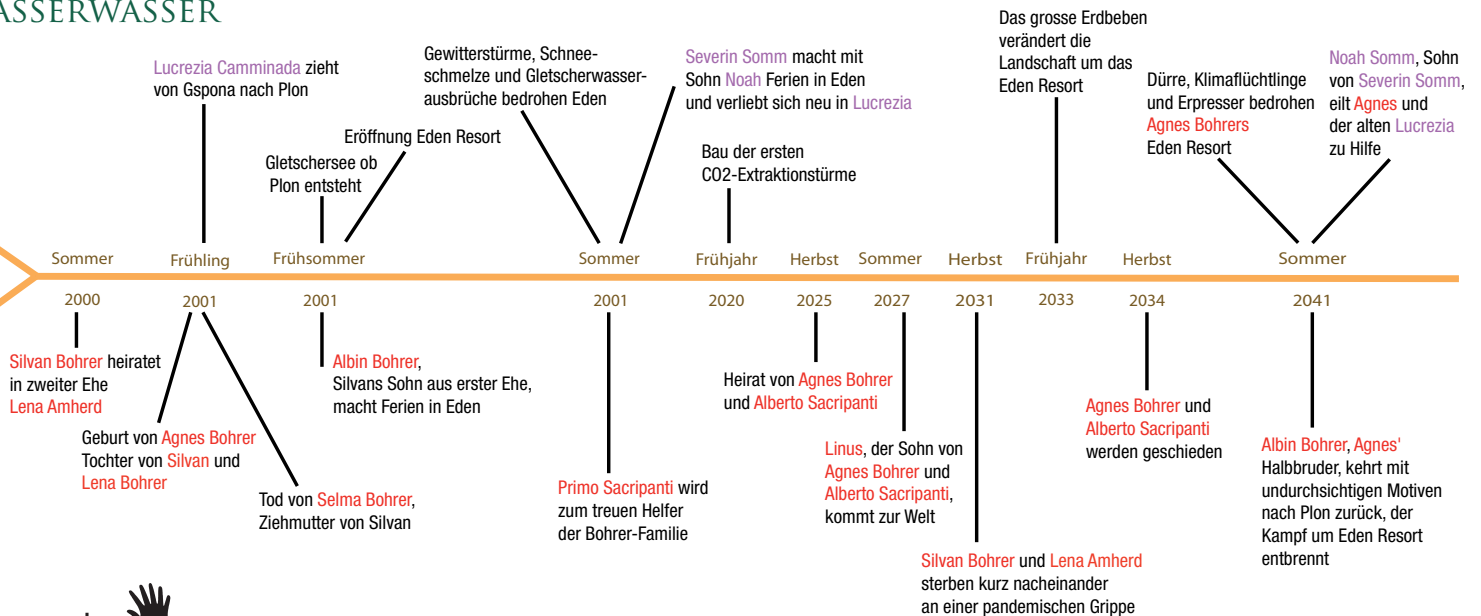 ASSERWASSER
Lucrezia Camminada zieht
von Gspona nach Plon
Gletschersee ob
Plon entsteht
Eröffnung Eden Resort
Gewitterstürme, Schnee-
schmelze und Gletscherwasser-
ausbrüche bedrohen Eden
Severin Somm macht mit
Sohn Noah Ferien in Eden
und verliebt sich neu in Lucrezia
Bau der ersten
CO2-Extraktionstürme
Das grosse Erdbeben
verändert die
Landschaft um das
Eden Resort
Dürre, Klimaflüchtlinge
und Erpresser bedrohen
Agnes Bohrers
Eden Resort
Noah Somm, Sohn
von Severin Somm,
eilt Agnes und
der alten Lucrezia
zu Hilfe
Sommer Frühling Frühsommer Sommer Frühjahr Herbst Sommer Herbst Frühjahr Herbst Sommer
2000 2001 2001 2001 2020 2025 2027 2031 2033 2034 2041
Silvan Bohrer heiratet
in zweiter Ehe
Lena Amherd
Geburt von Agnes Bohrer
Tochter von Silvan und
Lena Bohrer
Tod von Selma Bohrer,
Ziehmutter von Silvan
Albin Bohrer,
Silvans Sohn aus erster Ehe,
macht Ferien in Eden
Primo Sacripanti wird
zum treuen Helfer
der Bohrer-Familie
Heirat von Agnes Bohrer
und Alberto Sacripanti
Linus, der Sohn von
Agnes Bohrer und
Alberto Sacripanti,
kommt zur Welt
Silvan Bohrer und Lena Amherd
sterben kurz nacheinander
an einer pandemischen Grippe
Agnes Bohrer und
Alberto Sacripanti
werden geschieden
Albin Bohrer, Agnes'
Halbbruder, kehrt mit
undurchsichtigen Motiven
nach Plon zurück, der
Kampf um Eden Resort
entbrennt